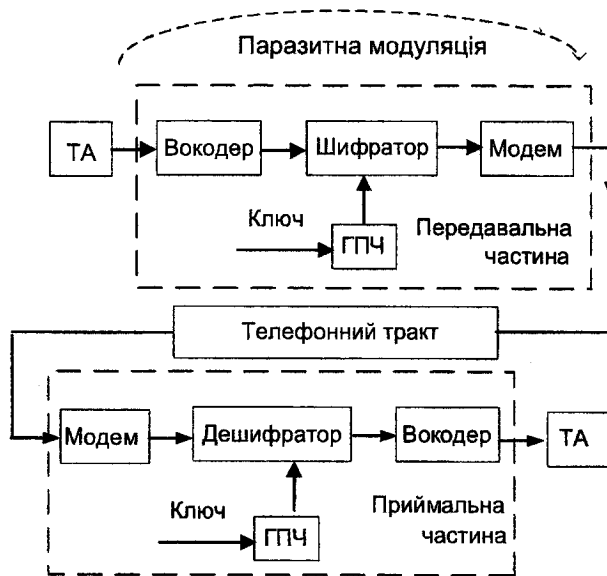 Паразитна модуляція
ТА
Вокодер
Шифратор
Модем
Ключ
ГПЧ
Передавальна
частина
Телефонний тракт
Модем
Дешифратор
Вокодер
ТА
Ключ
ГПЧ
Приймальна
частина